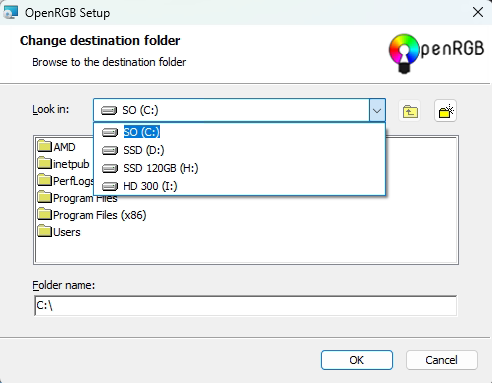 OpenRGB Setup
Change destination folder
Browse to the destination folder
OpenRGB
Look in:
SO (C:)
SO (C:)
SSD (D:)
SSD 120GB (H:)
HD 300 (I:)
AMD
inetpub
PerfLogs
Program Files
Program Files (x86)
Users
Folder name:
C:\
OK
Cancel